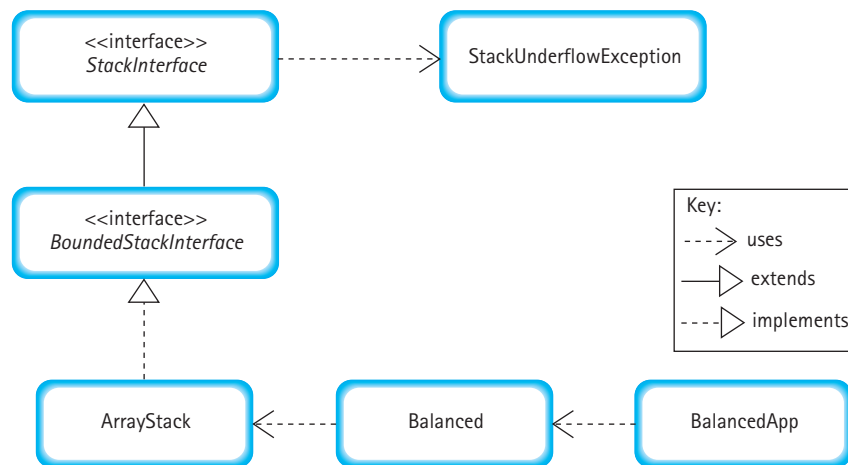 <<interface>>
StackInterface
StackUnderflowException
<<interface>>
BoundedStackInterface
Key:
uses
extends
implements
ArrayStack
Balanced
BalancedApp